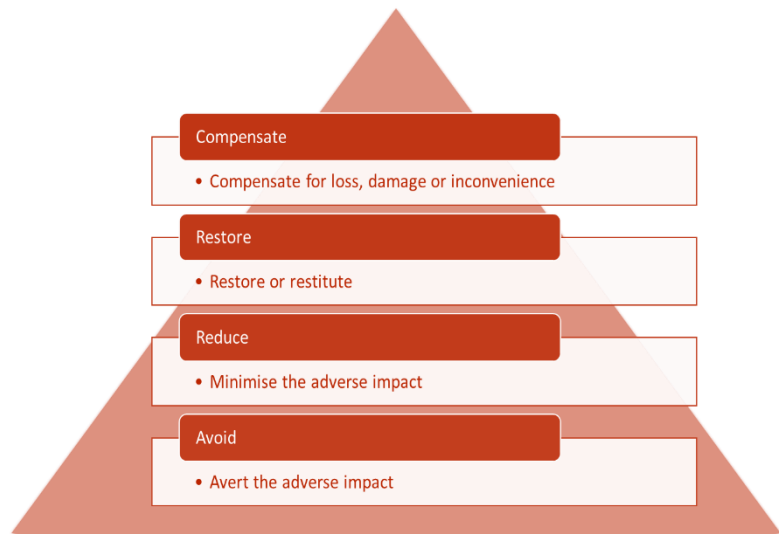 Compensate
• Compensate for loss, damage or inconvenience
Restore
• Restore or restitute
Reduce
• Minimise the adverse impact
Avoid
• Avert the adverse impact